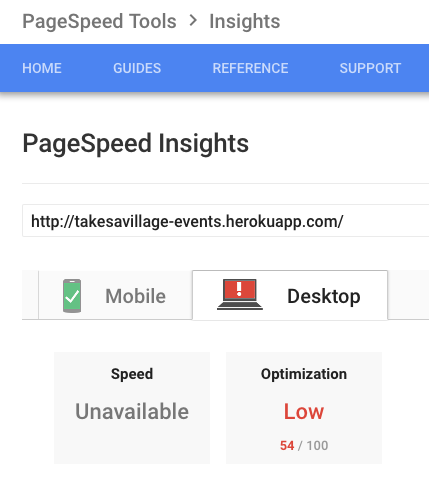 PageSpeed Tools > Insights
HOME GUIDES REFERENCE SUPPORT
PageSpeed Insights
http://takesavillage-events.herokuapp.com/
Mobile Desktop
Speed Optimization
Unavailable Low
54 / 100